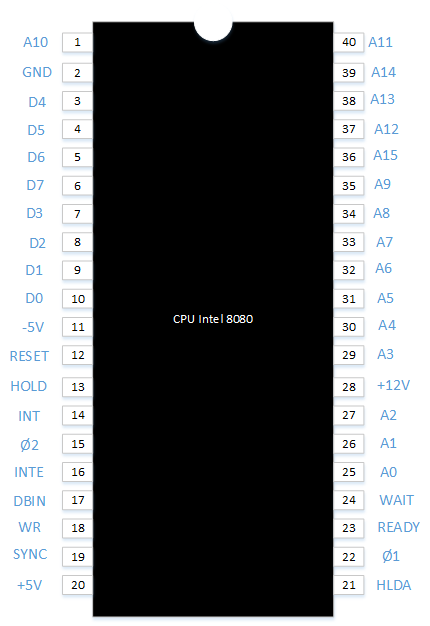 A10 1 40 A11
GND 2 39 A14
D4 3 38 A13
D5 4 37 A12
D6 5 36 A15
D7 6 35 A9
D3 7 34 A8
D2 8 33 A7
D1 9 32 A6
D0 10 31 A5
CPU Intel 8080
-5V 11 30 A4
RESET 12 29 A3
HOLD 13 28 +12V
INT 14 27 A2
Ø2 15 26 A1
INTE 16 25 A0
DBIN 17 24 WAIT
WR 18 23 READY
SYNC 19 22 Ø1
+5V 20 21 HLDA